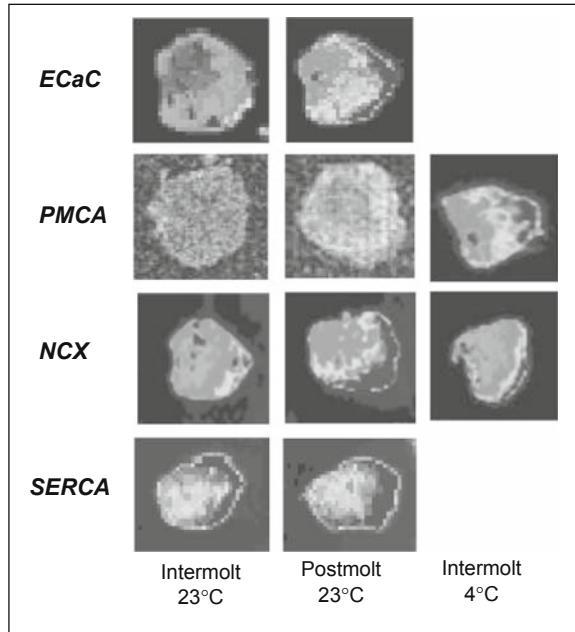 ECaC
PMCA
NCX
SERCA
Intermolt
23°C
Postmolt
23°C
Intermolt
4°C